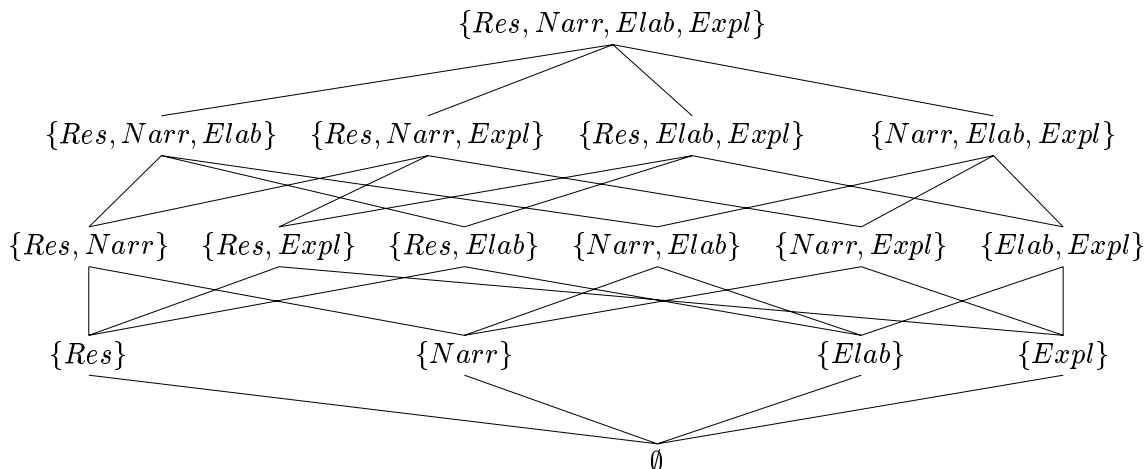 {Res, Narr, Elab, Expl}
{Res, Narr, Elab} {Res, Narr, Expl} {Res, Elab, Expl} {Narr, Elab, Expl}
{Res, Narr} {Res, Expl} {Res, Elab} {Narr, Elab} {Narr, Expl} {Elab, Expl}
{Res} {Narr} {Elab} {Expl}
∅